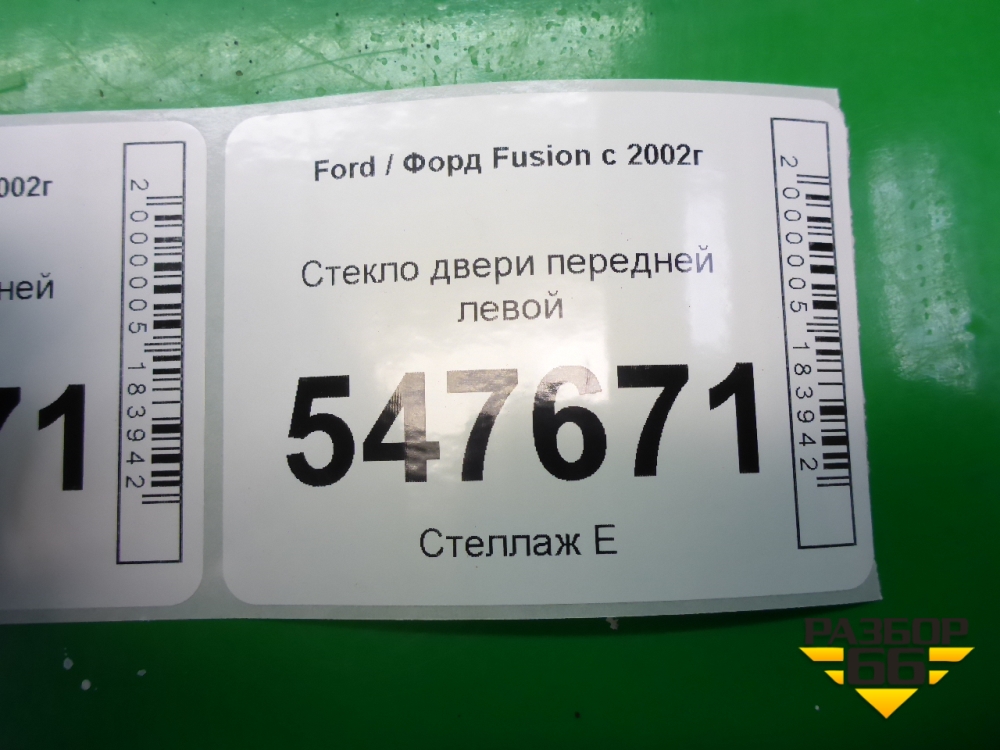 002г
ней
71
2000005183942
Ford / Форд Fusion с 2002г
Стекло двери передней
левой
547671
Стеллаж Е
2000005183942
РАЗБОР
66